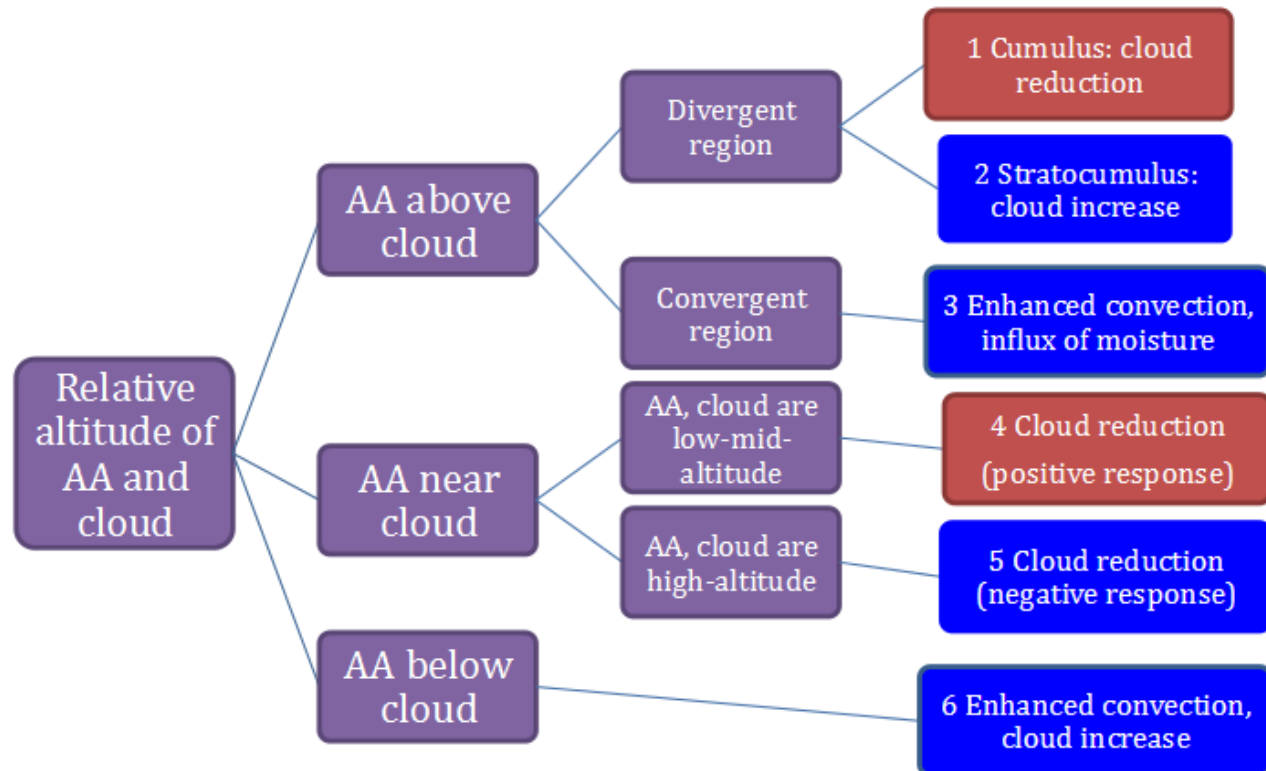 Relative
altitude of
AA and
cloud
AA above
cloud
Divergent
region
1 Cumulus: cloud
reduction
2 Stratocumulus:
cloud increase
Convergent
region
3 Enhanced convection,
influx of moisture
AA near
cloud
AA, cloud are
low-mid-
altitude
4 Cloud reduction
(positive response)
AA, cloud are
high-altitude
5 Cloud reduction
(negative response)
AA below
cloud
6 Enhanced convection,
cloud increase